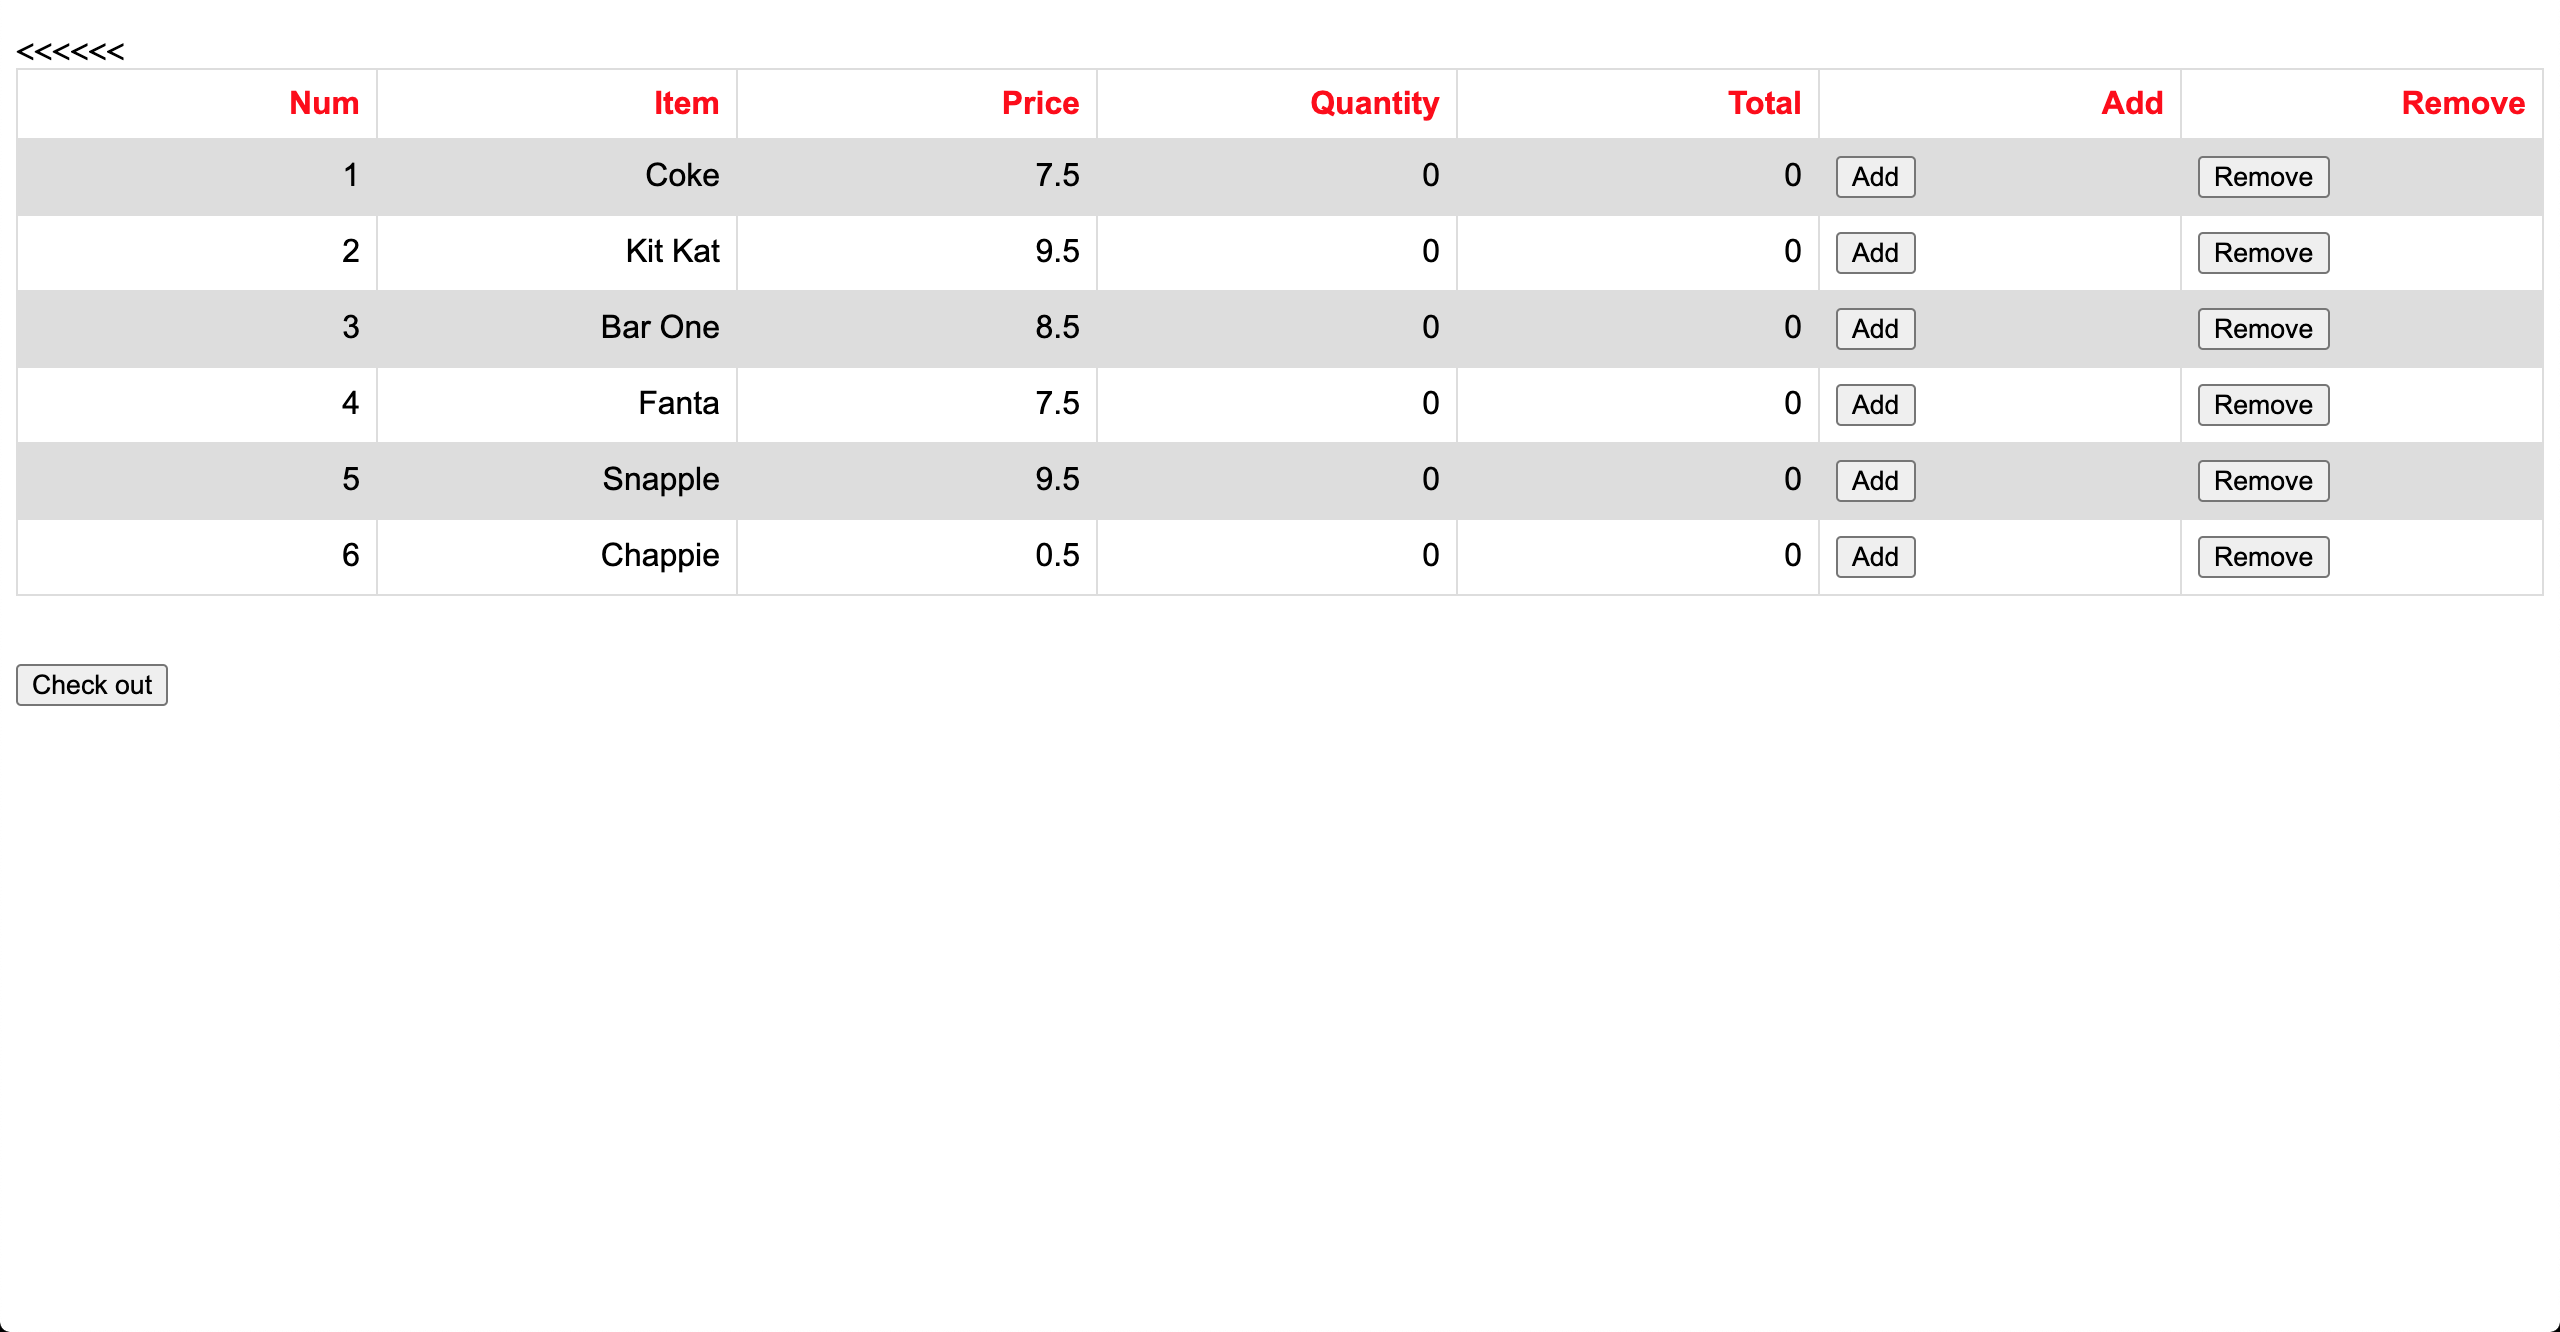 <<<<<<
Num Item Price Quantity Total Add Remove
1 Coke 7.5 0 0 Add Remove
2 Kit Kat 9.5 0 0 Add Remove
3 Bar One 8.5 0 0 Add Remove
4 Fanta 7.5 0 0 Add Remove
5 Snapple 9.5 0 0 Add Remove
6 Chappie 0.5 0 0 Add Remove
Check out